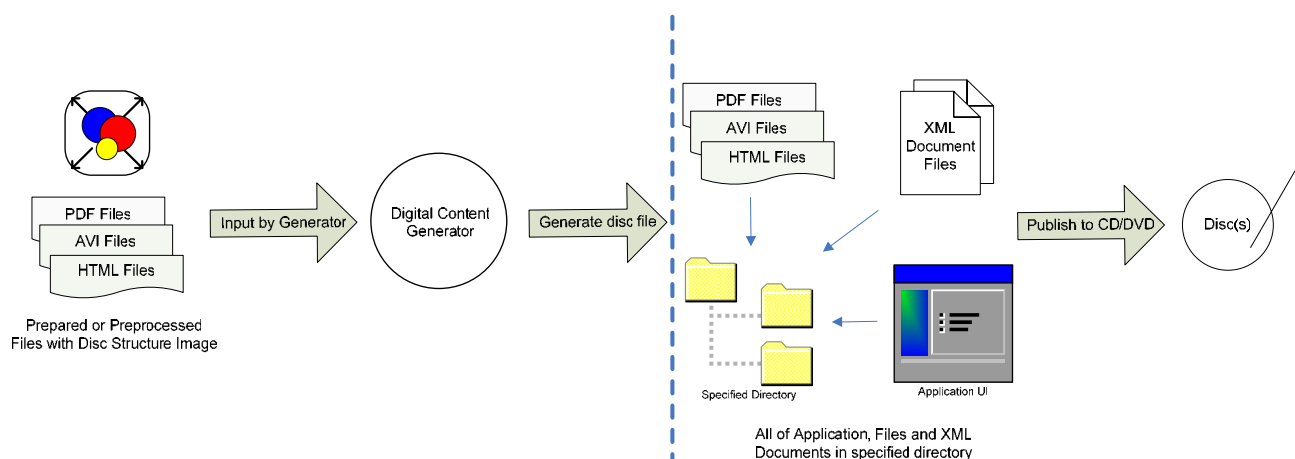 PDF Files
AVI Files
HTML Files
Prepared or Preprocessed
Files with Disc Structure Image
Input by Generator
Digital Content
Generator
Generate disc file
PDF Files
AVI Files
HTML Files
XML
Document
Files
Specified Directory
Application UI
All of Application, Files and XML
Documents in specified directory
Publish to CD/DVD
Disc(s)